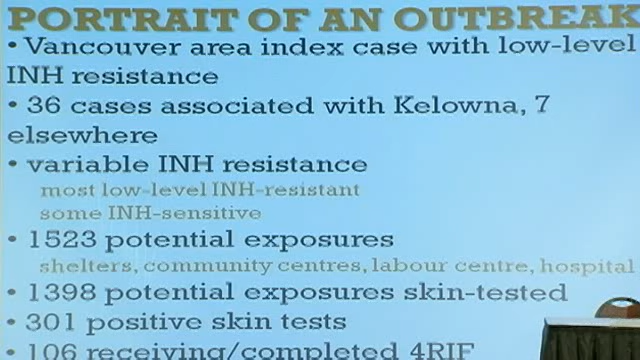 PORTRAIT OF AN OUTBREAK
• Vancouver area index case with low-level
INH resistance
• 36 cases associated with Kelowna, 7
elsewhere
• variable INH resistance
most low-level INH-resistant
some INH-sensitive
• 1523 potential exposures
shelters, community centres, labour centre, hospital
• 1398 potential exposures skin-tested
• 301 positive skin tests
• 106 receiving/completed 4RIF